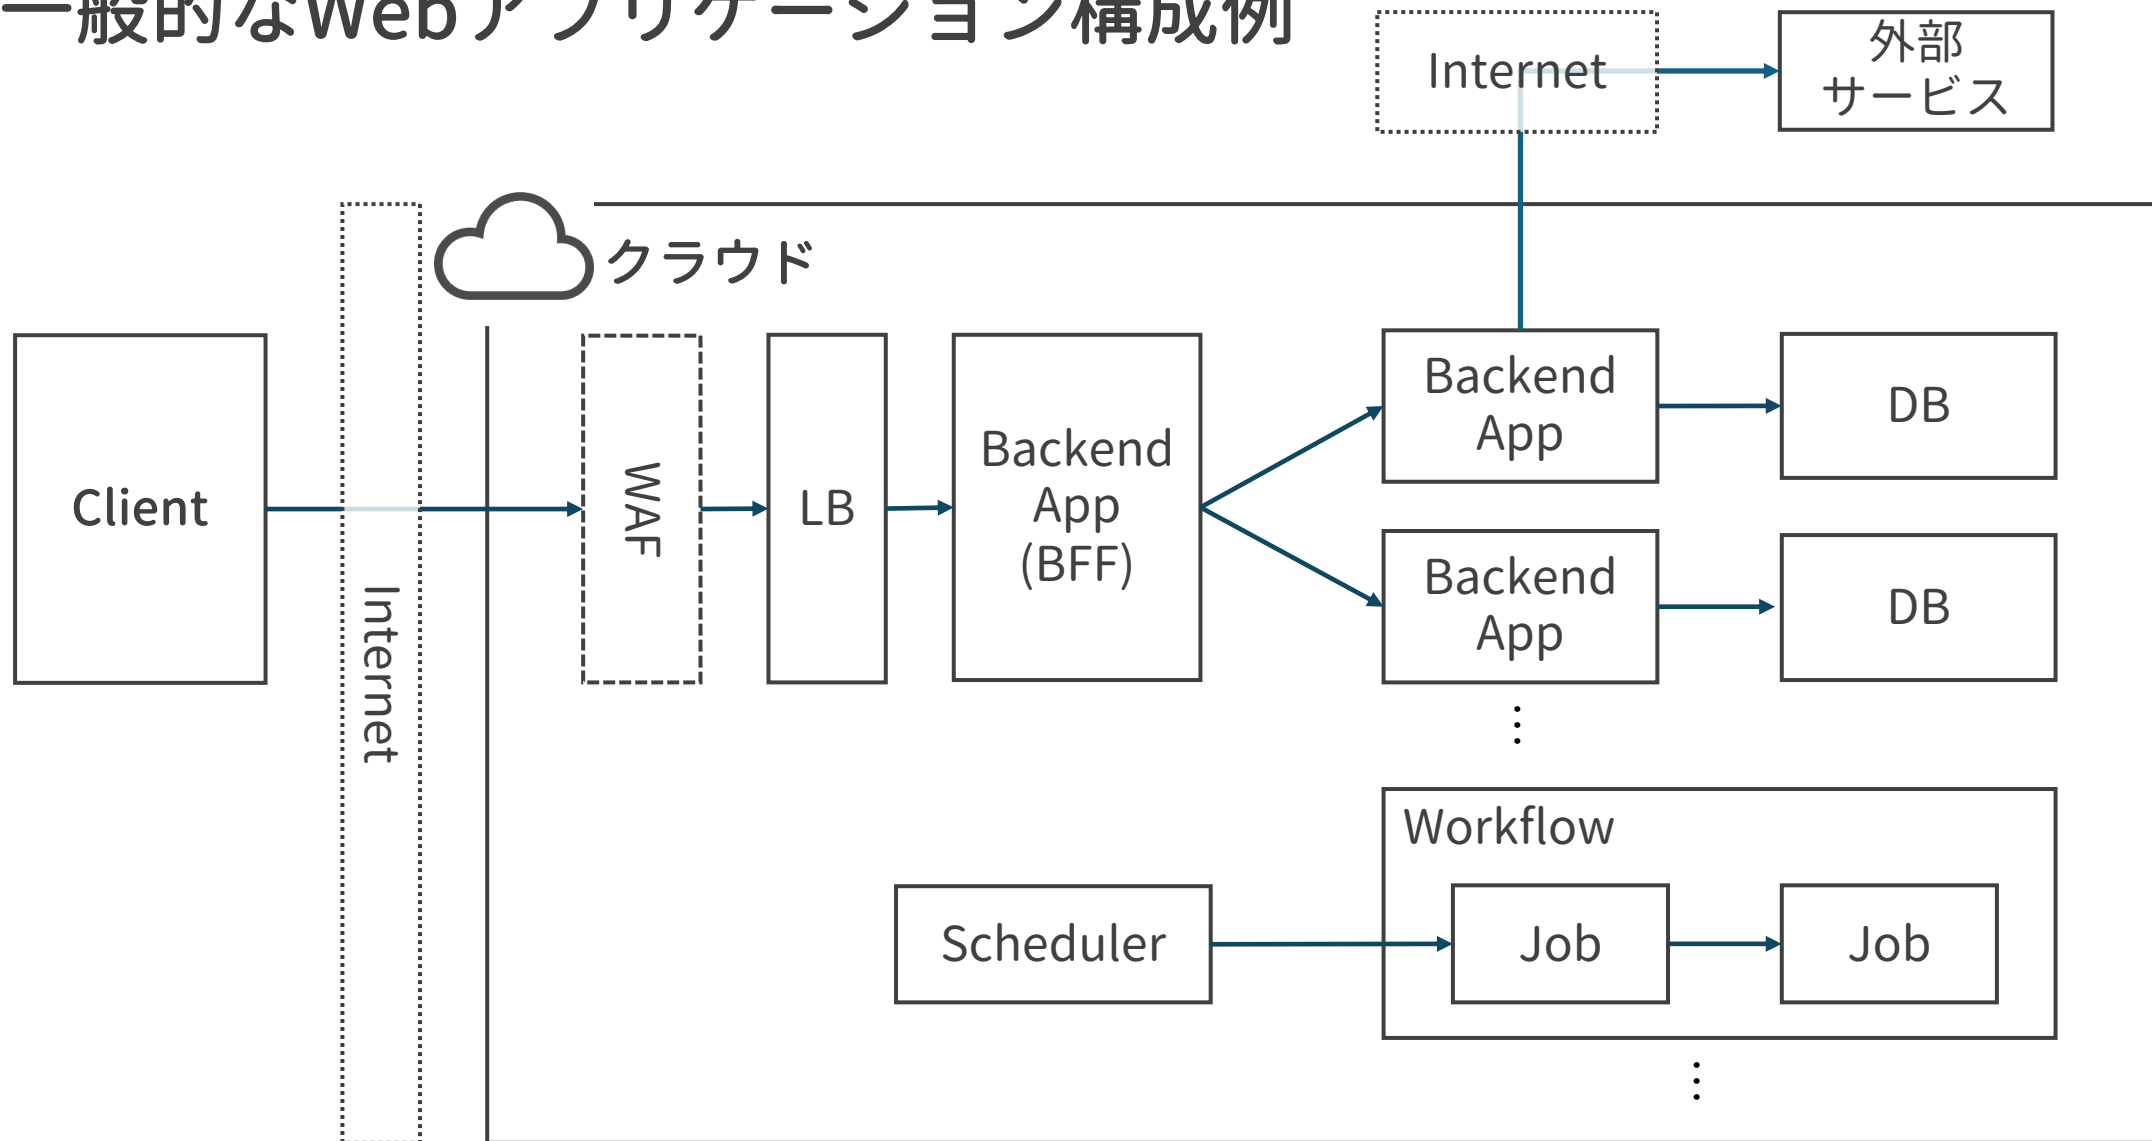 一般的なWebアプリケーション構成例
Internet
外部
サービス
クラウド
Client
Internet
WAF
LB
Backend
App
(BFF)
Backend
App
DB
Backend
App
DB
⋮
Workflow
Scheduler
Job
Job
⋮